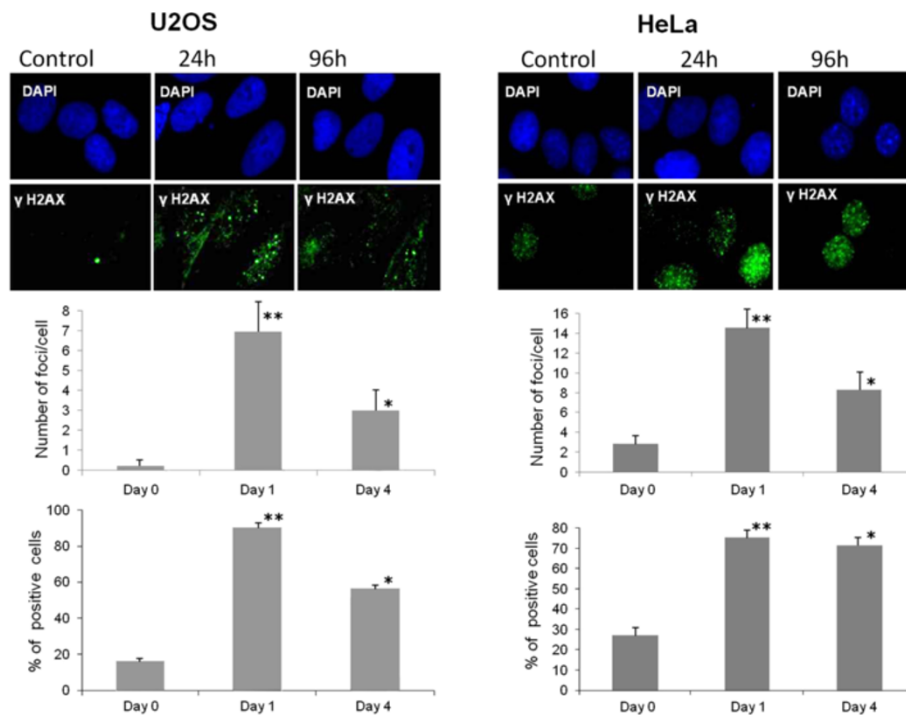 U2OS
HeLa
Control 24h 96h
Control 24h 96h
DAPI DAPI DAPI
DAPI DAPI DAPI
γ H2AX γ H2AX γ H2AX
γ H2AX γ H2AX γ H2AX
Number of foci/cell
8
7
6
5
4
3
2
1
0
**
*
Day 0 Day 1 Day 4
Number of foci/cell
16
14
12
10
8
6
4
2
0
**
*
Day 0 Day 1 Day 4
% of positive cells
100
80
60
40
20
0
**
*
Day 0 Day 1 Day 4
% of positive cells
80
70
60
50
40
30
20
10
0
**
*
Day 0 Day 1 Day 4